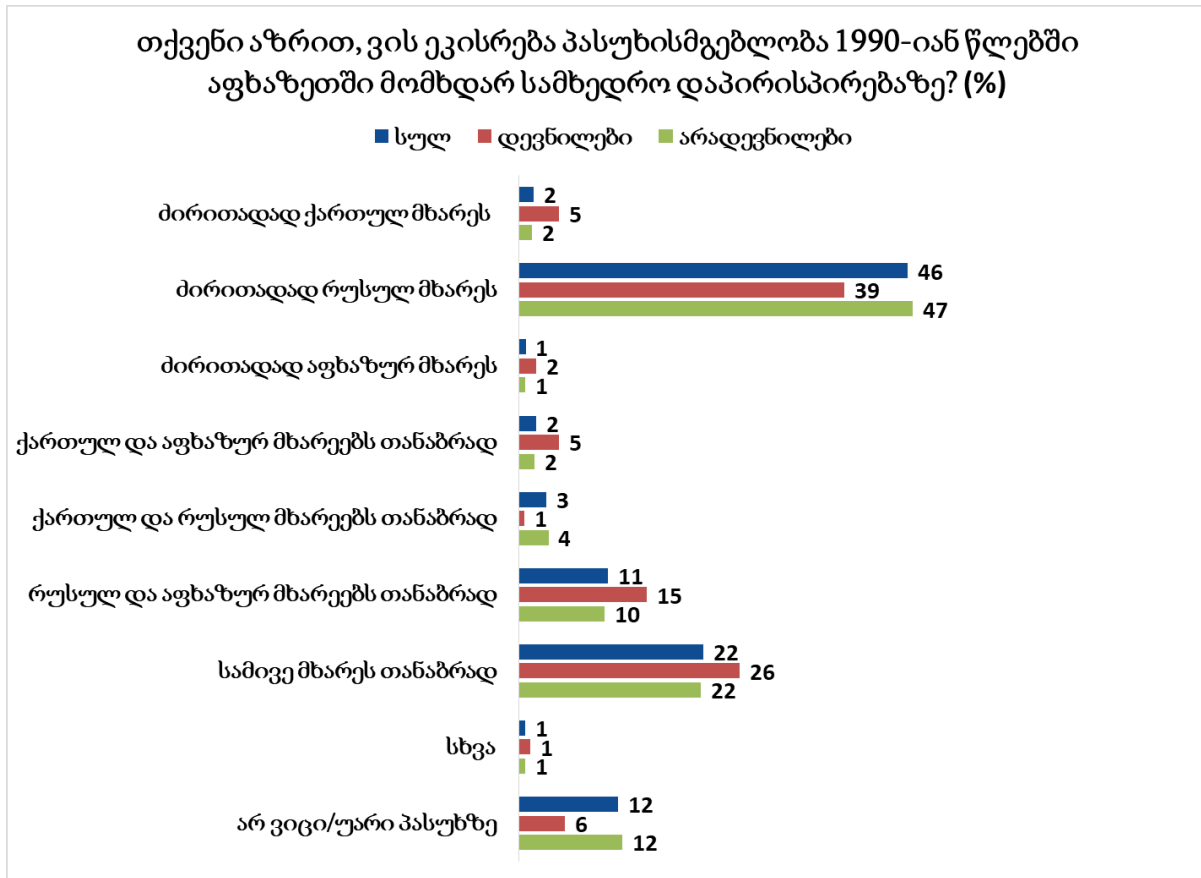 თქვენი აზრით, ვის ეკისრება პასუხისმგებლობა 1990-იან წლებში
აფხაზეთში მომხდარ სამხედრო დაპირისპირებაზე? (%)
სულ დევნილები არადევნილები
ძირითადად ქართულ მხარეს 2 5 2
ძირითადად რუსულ მხარეს 46 39 47
ძირითადად აფხაზურ მხარეს 1 2 1
ქართულ და აფხაზურ მხარეებს თანაბრად 2 5 2
ქართულ და რუსულ მხარეებს თანაბრად 3 1 4
რუსულ და აფხაზურ მხარეებს თანაბრად 11 15 10
სამივე მხარეს თანაბრად 22 26 22
სხვა 1 1 1
არ ვიცი/უარი პასუხზე 12 6 12